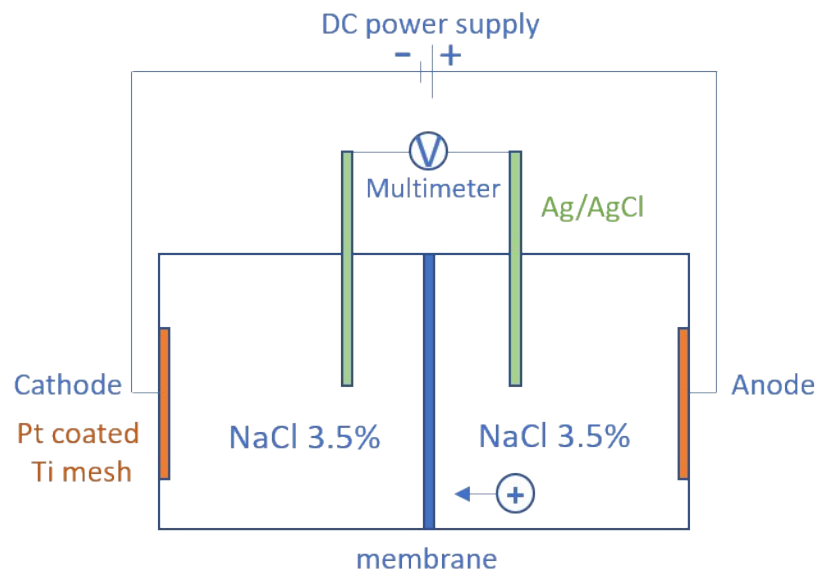 DC power supply
- +
V
Multimeter
Ag/AgCl
Cathode
Anode
Pt coated
Ti mesh
NaCl 3.5%
NaCl 3.5%
+
membrane